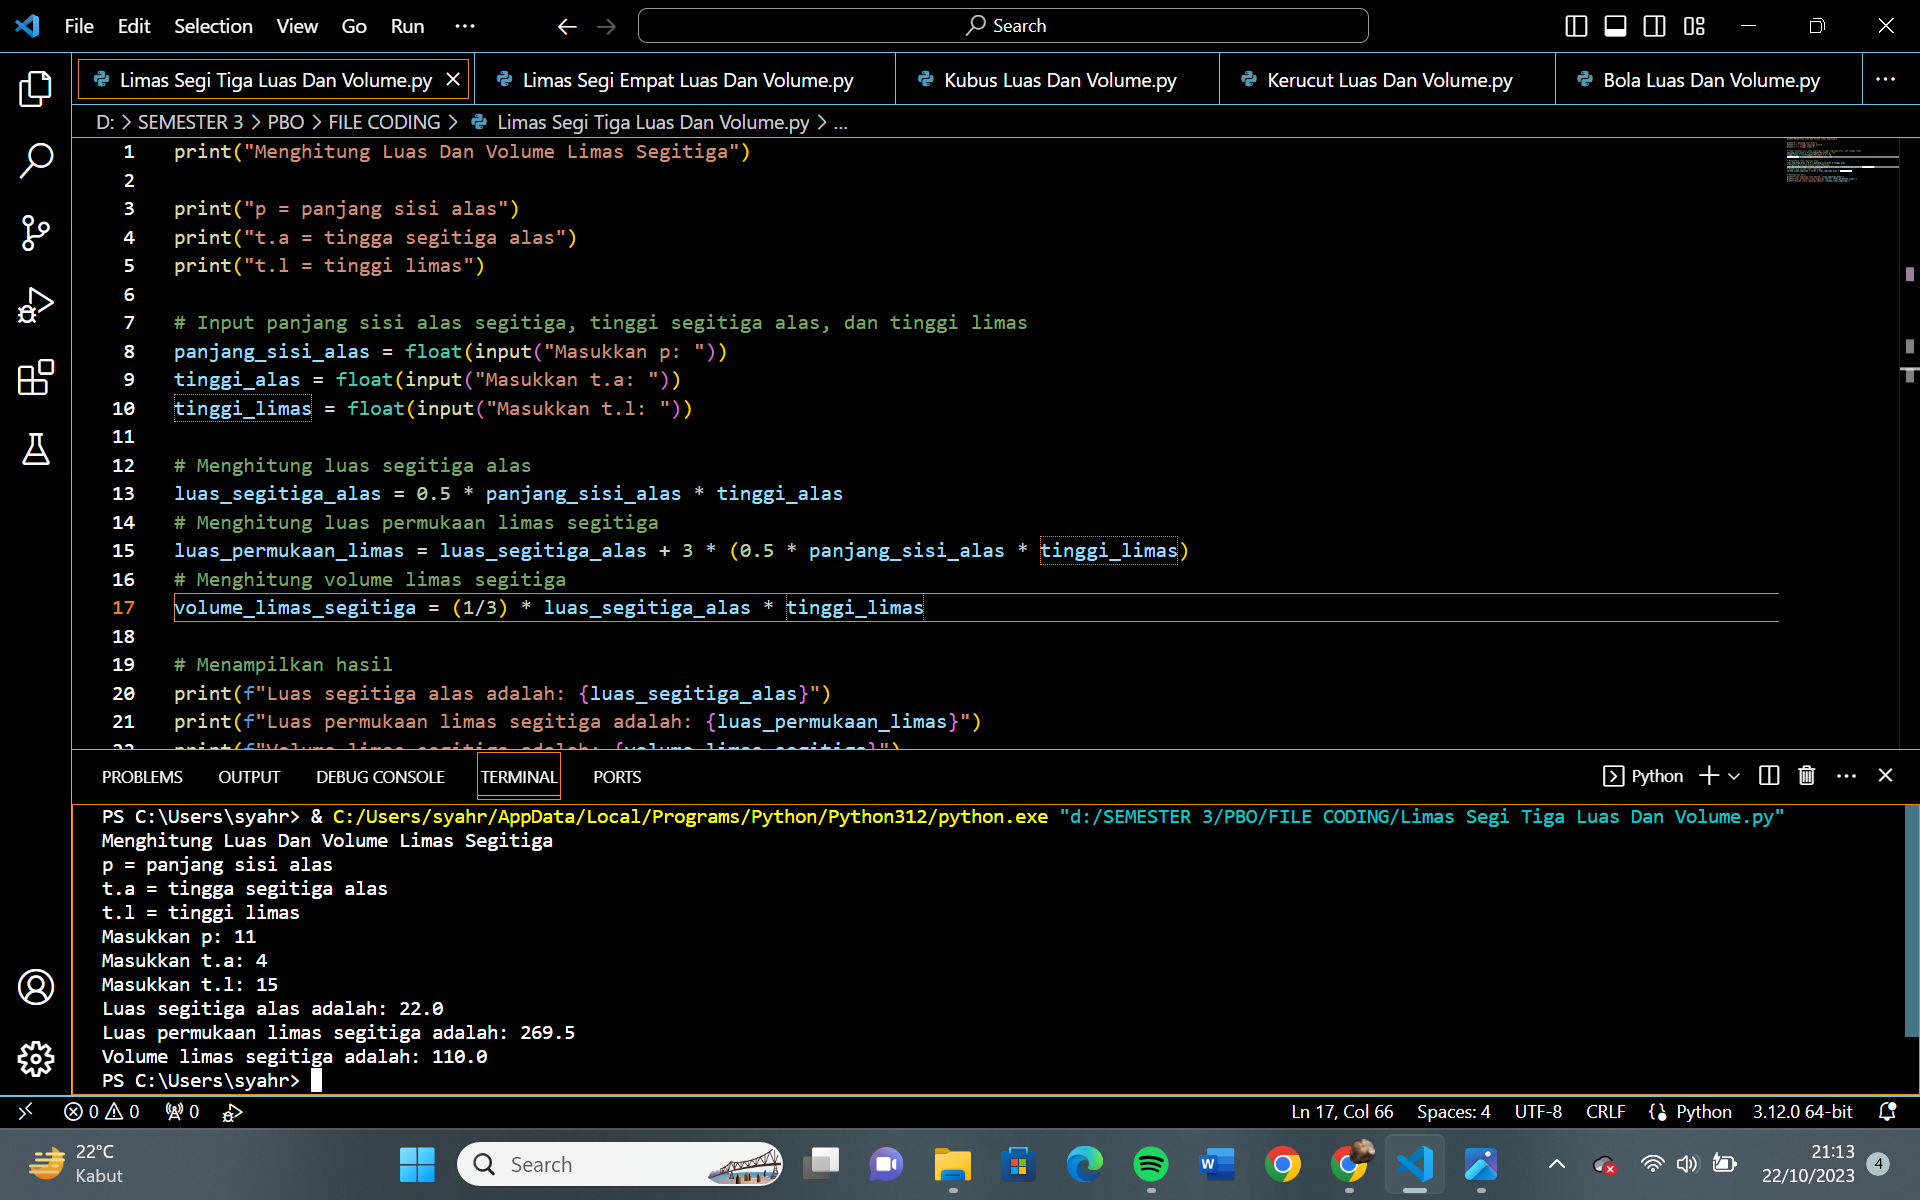 File Edit Selection View Go Run ... Search
Limas Segi Tiga Luas Dan Volume.py Limas Segi Empat Luas Dan Volume.py Kubus Luas Dan Volume.py Kerucut Luas Dan Volume.py Bola Luas Dan Volume.py ...
D: > SEMESTER 3 > PBO > FILE CODING > Limas Segi Tiga Luas Dan Volume.py > ...
1 print("Menghitung Luas Dan Volume Limas Segitiga")
2
3 print("p = panjang sisi alas")
4 print("t.a = tingga segitiga alas")
5 print("t.l = tinggi limas")
6
7 # Input panjang sisi alas segitiga, tinggi segitiga alas, dan tinggi limas
8 panjang_sisi_alas = float(input("Masukkan p: "))
9 tinggi_alas = float(input("Masukkan t.a: "))
10 tinggi_limas = float(input("Masukkan t.l: "))
11
12 # Menghitung luas segitiga alas
13 luas_segitiga_alas = 0.5 * panjang_sisi_alas * tinggi_alas
14 # Menghitung luas permukaan limas segitiga
15 luas_permukaan_limas = luas_segitiga_alas + 3 * (0.5 * panjang_sisi_alas * tinggi_limas)
16 # Menghitung volume limas segitiga
17 volume_limas_segitiga = (1/3) * luas_segitiga_alas * tinggi_limas
18
19 # Menampilkan hasil
20 print(f"Luas segitiga alas adalah: {luas_segitiga_alas}")
21 print(f"Luas permukaan limas segitiga adalah: {luas_permukaan_limas}")
22 print(f"Volume limas segitiga adalah: {volume_limas_segitiga}")
PROBLEMS OUTPUT DEBUG CONSOLE TERMINAL PORTS Python
PS C:\Users\syahr> & C:/Users/syahr/AppData/Local/Programs/Python/Python312/python.exe "d:/SEMESTER 3/PBO/FILE CODING/Limas Segi Tiga Luas Dan Volume.py"
Menghitung Luas Dan Volume Limas Segitiga
p = panjang sisi alas
t.a = tingga segitiga alas
t.l = tinggi limas
Masukkan p: 11
Masukkan t.a: 4
Masukkan t.l: 15
Luas segitiga alas adalah: 22.0
Luas permukaan limas segitiga adalah: 269.5
Volume limas segitiga adalah: 110.0
PS C:\Users\syahr>
0 0 0 Ln 17, Col 66 Spaces: 4 UTF-8 CRLF Python 3.12.0 64-bit
22°C
Kabut
Search
21:13
22/10/2023
4